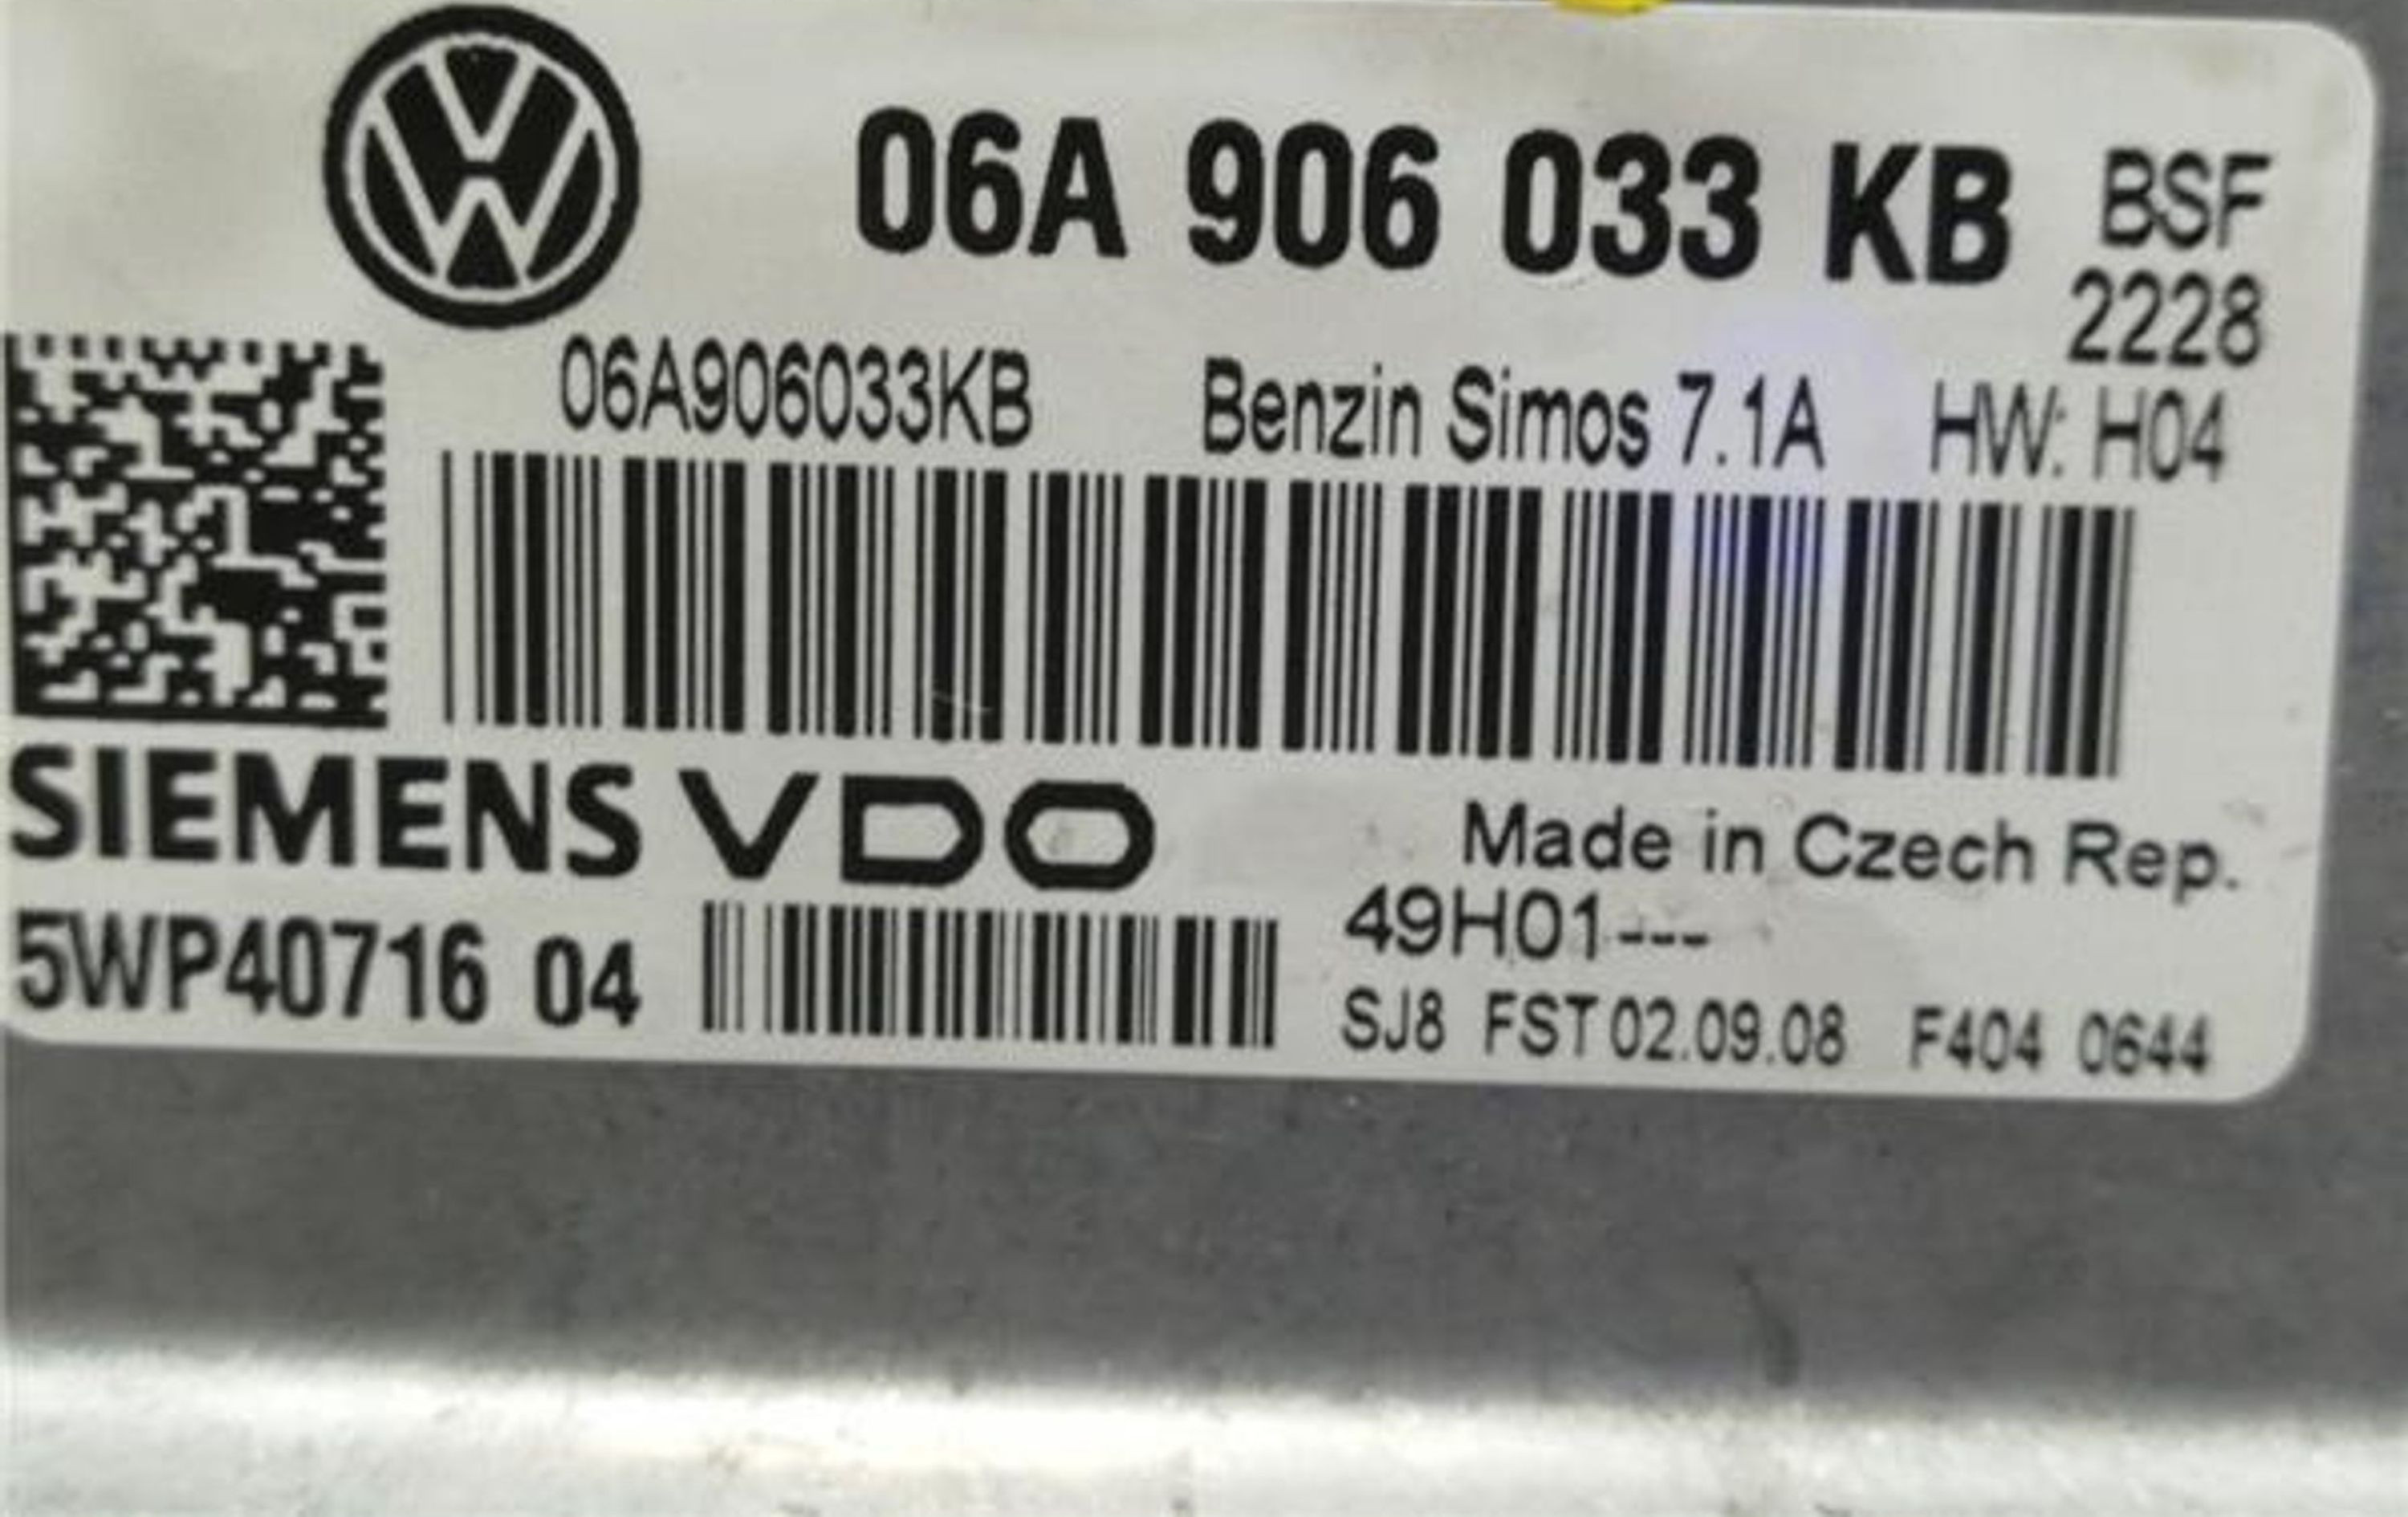 06A 906 033 KB BSF
2228
06A906033KB Benzin Simos 7.1A HW: H04
SIEMENS VDO
Made in Czech Rep.
49H01---
5WP40716 04
SJ8 FST 02.09.08 F404 0644